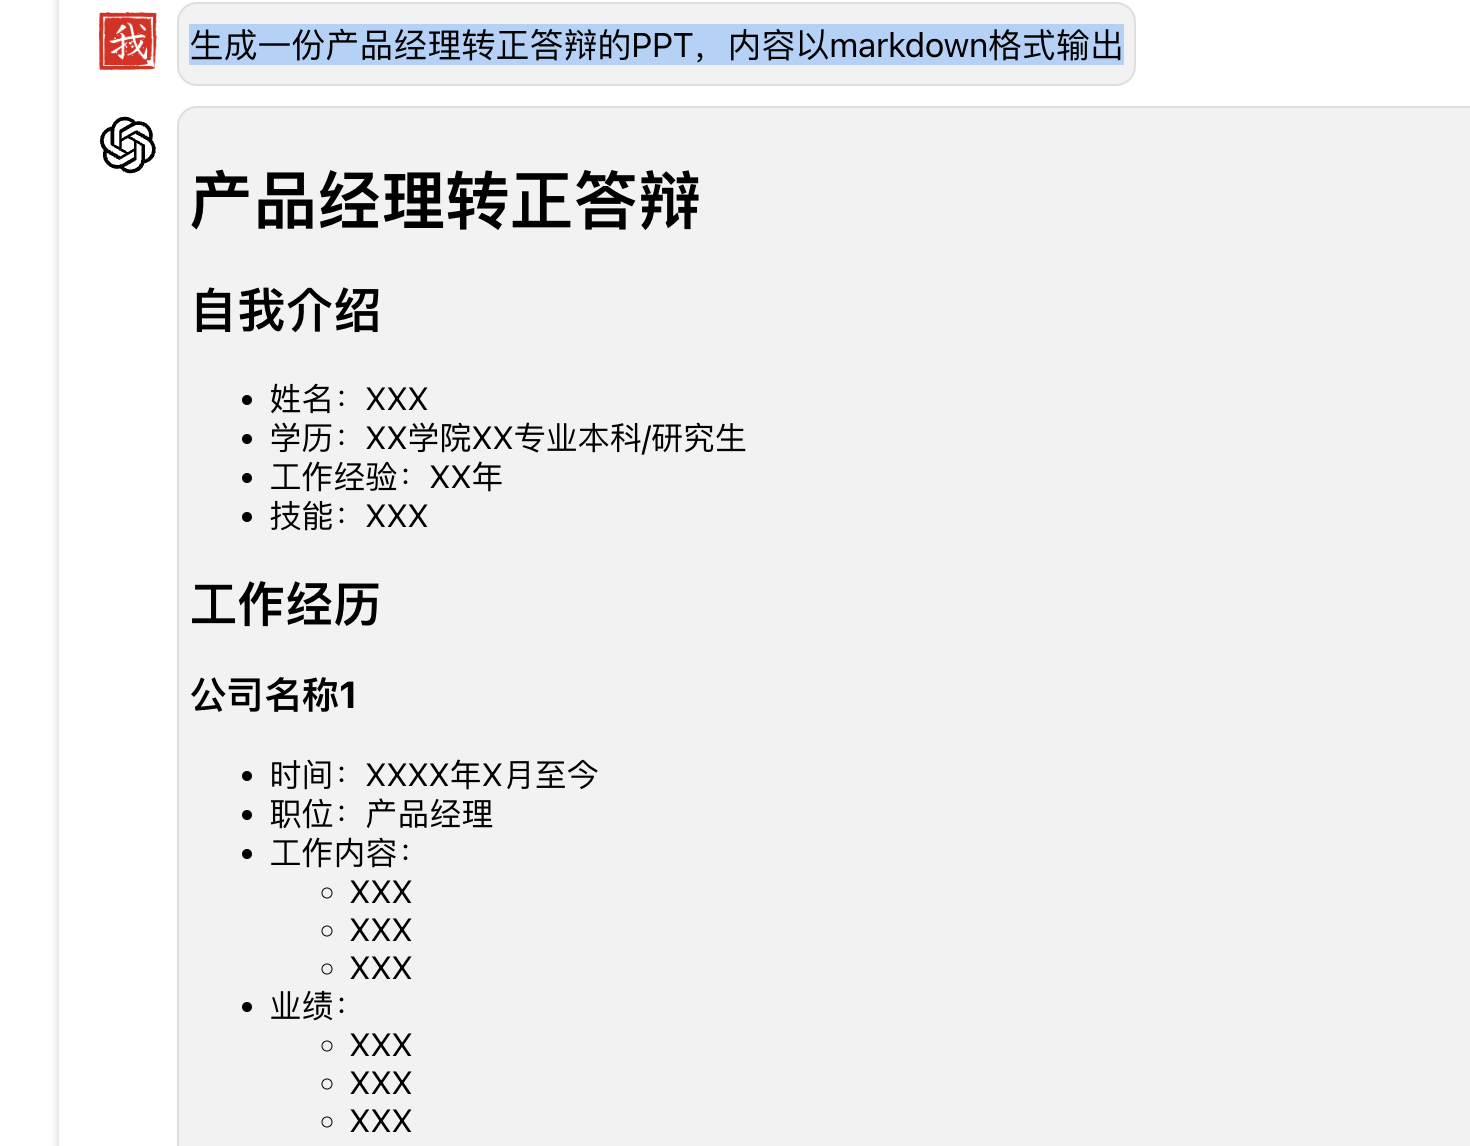 我
生成一份产品经理转正答辩的PPT，内容以markdown格式输出
产品经理转正答辩
自我介绍
• 姓名：XXX
• 学历：XX学院XX专业本科/研究生
• 工作经验：XX年
• 技能：XXX
工作经历
公司名称1
• 时间：XXXX年X月至今
• 职位：产品经理
• 工作内容：
◦ XXX
◦ XXX
◦ XXX
• 业绩：
◦ XXX
◦ XXX
◦ XXX